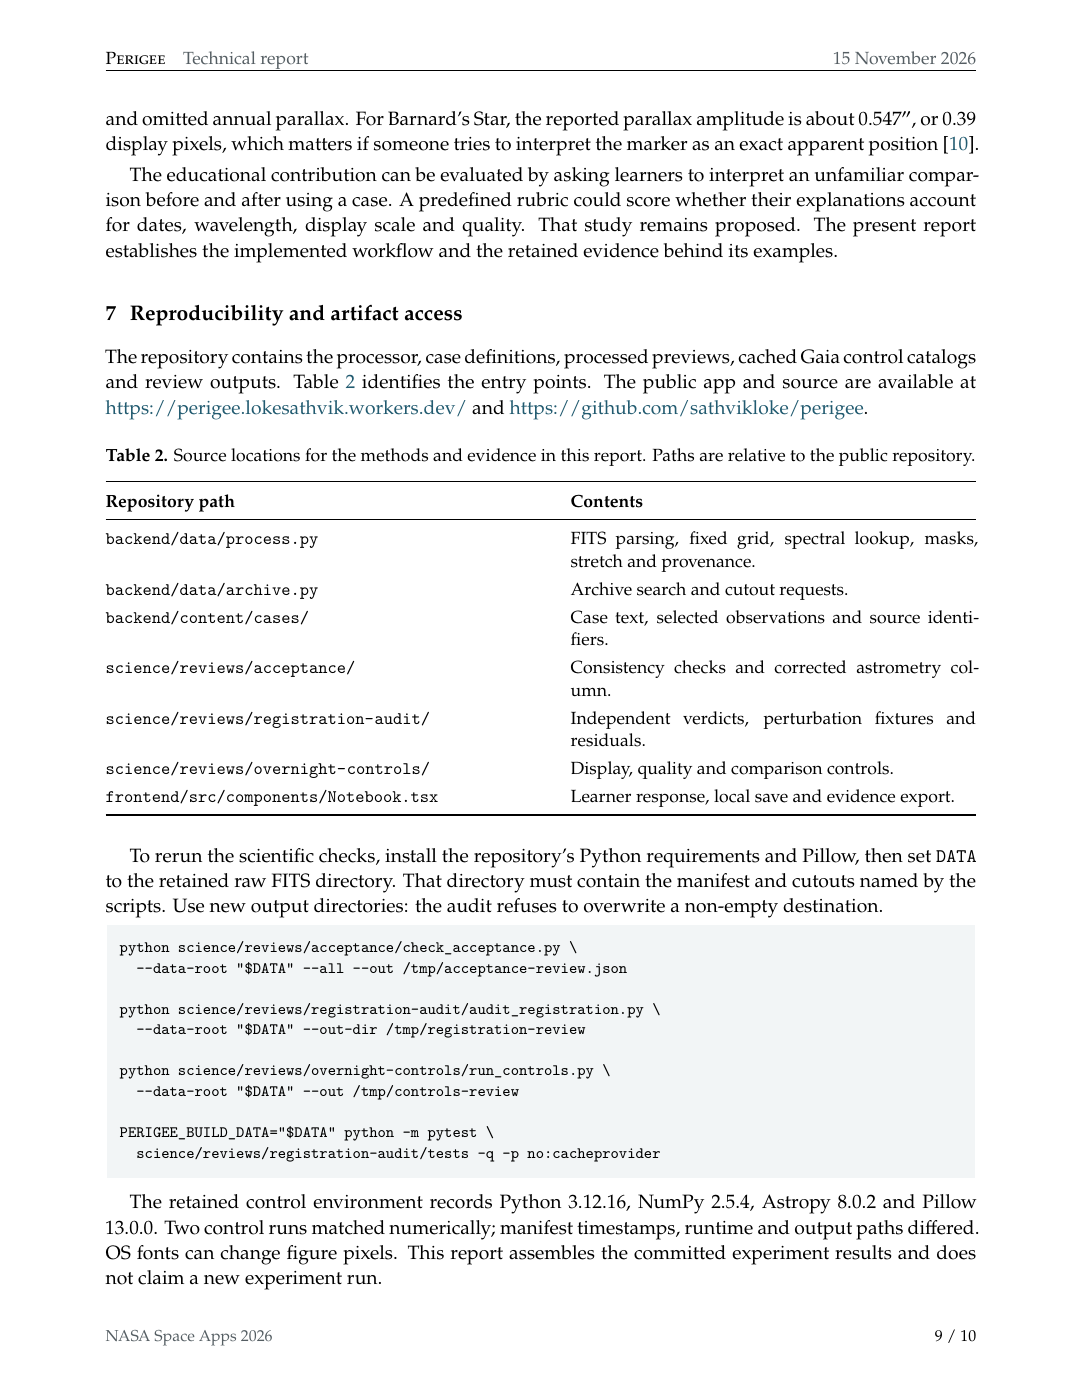 PERIGEE Technical report 15 November 2026
and omitted annual parallax. For Barnard's Star, the reported parallax amplitude is about 0.547″, or 0.39
display pixels, which matters if someone tries to interpret the marker as an exact apparent position [10].
The educational contribution can be evaluated by asking learners to interpret an unfamiliar compar-
ison before and after using a case. A predefined rubric could score whether their explanations account
for dates, wavelength, display scale and quality. That study remains proposed. The present report
establishes the implemented workflow and the retained evidence behind its examples.
7 Reproducibility and artifact access
The repository contains the processor, case definitions, processed previews, cached Gaia control catalogs
and review outputs. Table 2 identifies the entry points. The public app and source are available at
https://perigee.lokesathvik.workers.dev/ and https://github.com/sathvikloke/perigee.
Table 2. Source locations for the methods and evidence in this report. Paths are relative to the public repository.
Repository path Contents
backend/data/process.py FITS parsing, fixed grid, spectral lookup, masks,
stretch and provenance.
backend/data/archive.py Archive search and cutout requests.
backend/content/cases/ Case text, selected observations and source identi-
fiers.
science/reviews/acceptance/ Consistency checks and corrected astrometry col-
umn.
science/reviews/registration-audit/ Independent verdicts, perturbation fixtures and
residuals.
science/reviews/overnight-controls/ Display, quality and comparison controls.
frontend/src/components/Notebook.tsx Learner response, local save and evidence export.
To rerun the scientific checks, install the repository's Python requirements and Pillow, then set DATA
to the retained raw FITS directory. That directory must contain the manifest and cutouts named by the
scripts. Use new output directories: the audit refuses to overwrite a non-empty destination.
python science/reviews/acceptance/check_acceptance.py \
--data-root "$DATA" --all --out /tmp/acceptance-review.json
python science/reviews/registration-audit/audit_registration.py \
--data-root "$DATA" --out-dir /tmp/registration-review
python science/reviews/overnight-controls/run_controls.py \
--data-root "$DATA" --out /tmp/controls-review
PERIGEE_BUILD_DATA="$DATA" python -m pytest \
science/reviews/registration-audit/tests -q -p no:cacheprovider
The retained control environment records Python 3.12.16, NumPy 2.5.4, Astropy 8.0.2 and Pillow
13.0.0. Two control runs matched numerically; manifest timestamps, runtime and output paths differed.
OS fonts can change figure pixels. This report assembles the committed experiment results and does
not claim a new experiment run.
NASA Space Apps 2026 9 / 10